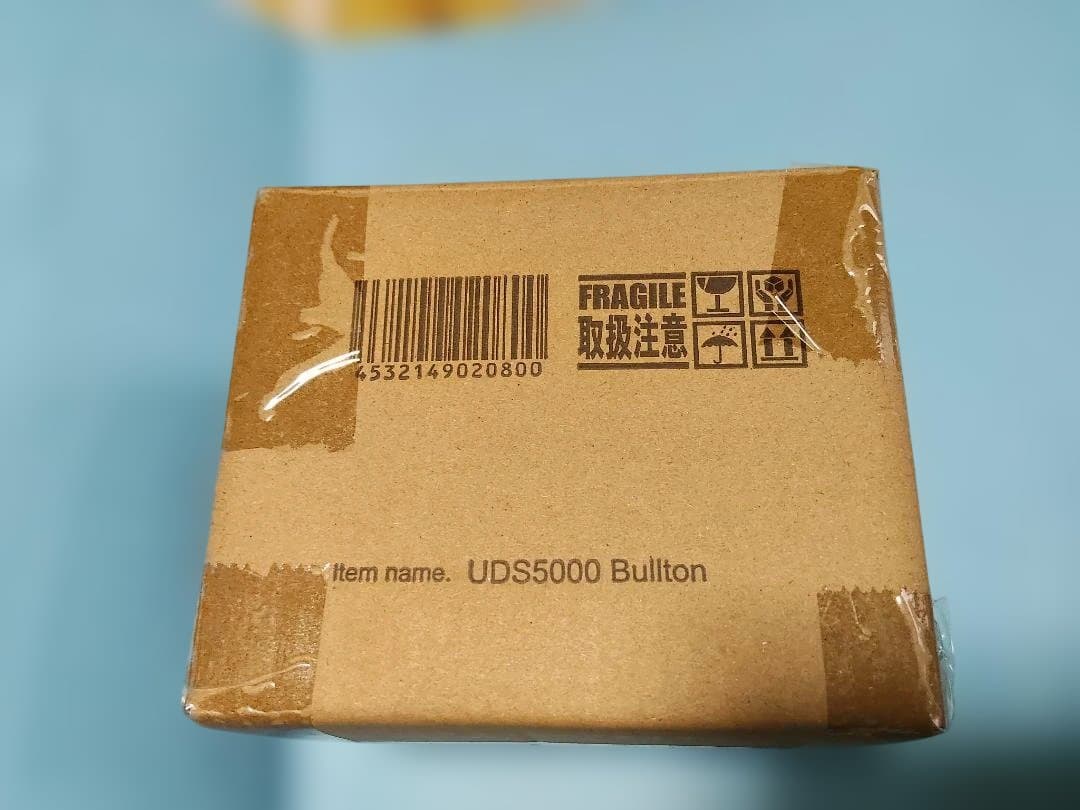 4532149020800
FRAGILE
取扱注意
Item name. UDS5000 Bullton